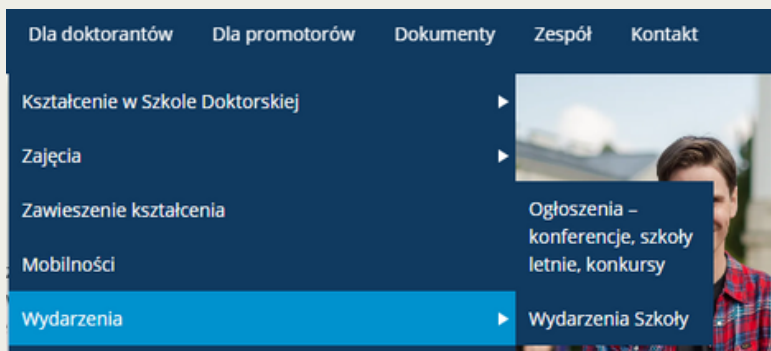 Dla doktorantów Dla promotorów Dokumenty Zespół Kontakt
Kształcenie w Szkole Doktorskiej
Zajęcia
Zawieszenie kształcenia
Mobilności
Wydarzenia
Ogłoszenia –
konferencje, szkoły
letnie, konkursy
Wydarzenia Szkoły